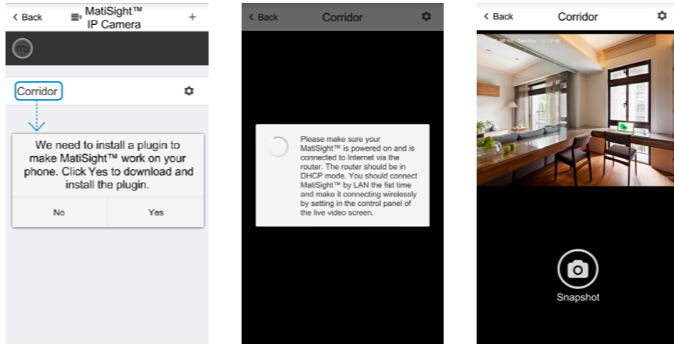 < Back
MatiSight™
IP Camera
+
Corridor
We need to install a plugin to
make MatiSight™ work on your
phone. Click Yes to download and
install the plugin.
No
Yes
< Back
Corridor
Please make sure your
MatiSight™ is powered on and is
connected to Internet via the
router. The router should be in
DHCP mode. You should connect
MatiSight™ by LAN the fist time
and make it connecting wirelessly
by setting in the control panel of
the live video screen.
< Back
Corridor
Snapshot